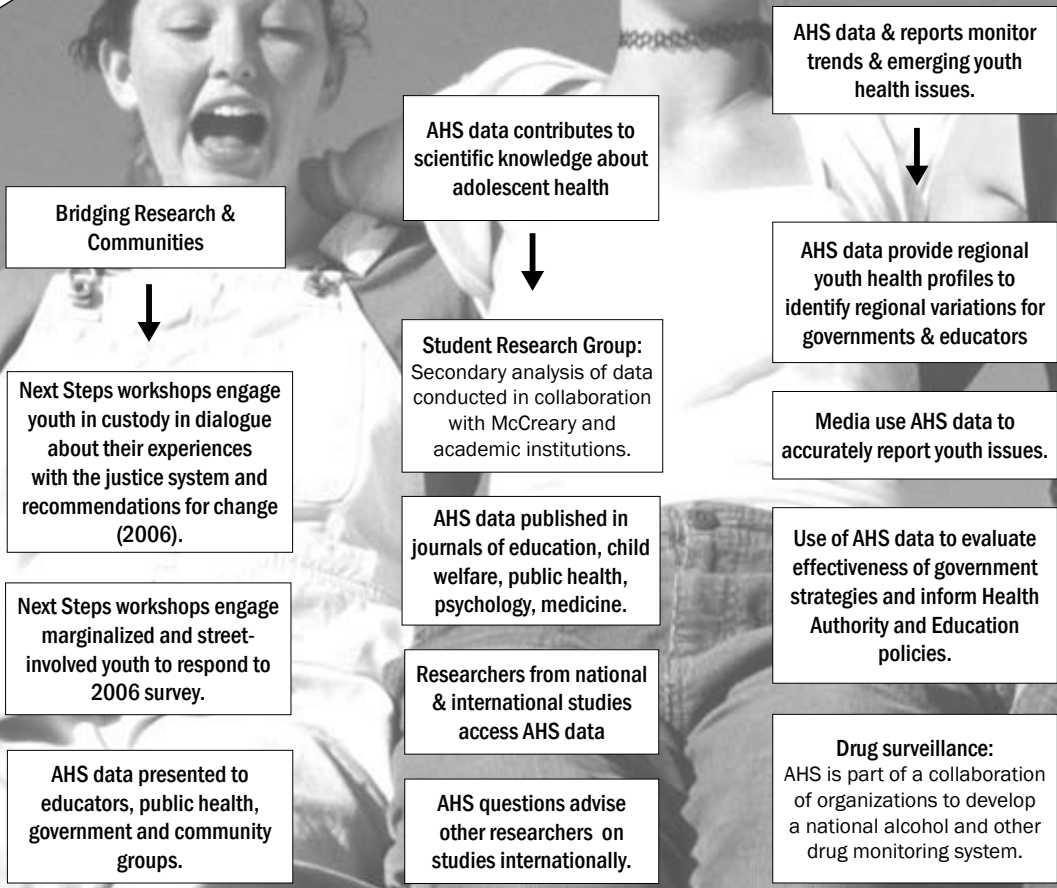 Bridging Research &
Communities
Next Steps workshops engage
youth in custody in dialogue
about their experiences
with the justice system and
recommendations for change
(2006).
Next Steps workshops engage
marginalized and street-
involved youth to respond to
2006 survey.
AHS data presented to
educators, public health,
government and community
groups.
AHS data contributes to
scientific knowledge about
adolescent health
Student Research Group:
Secondary analysis of data
conducted in collaboration
with McCreary and
academic institutions.
AHS data published in
journals of education, child
welfare, public health,
psychology, medicine.
Researchers from national
& international studies
access AHS data
AHS questions advise
other researchers on
studies internationally.
AHS data & reports monitor
trends & emerging youth
health issues.
AHS data provide regional
youth health profiles to
identify regional variations for
governments & educators
Media use AHS data to
accurately report youth issues.
Use of AHS data to evaluate
effectiveness of government
strategies and inform Health
Authority and Education
policies.
Drug surveillance:
AHS is part of a collaboration
of organizations to develop
a national alcohol and other
drug monitoring system.